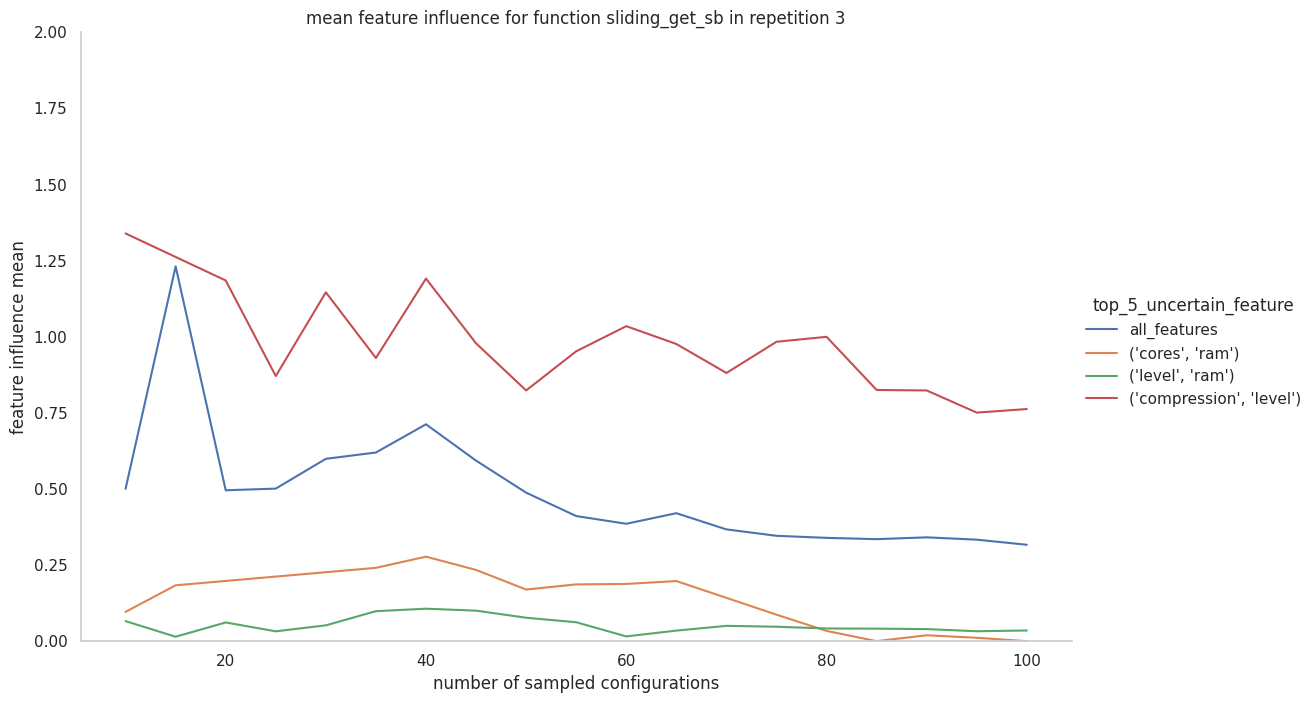 mean feature influence for function sliding_get_sb in repetition 3
2.00
1.75
1.50
1.25
1.00
0.75
0.50
0.25
0.00
feature influence mean
20 40 60 80 100
number of sampled configurations
top_5_uncertain_feature
all_features
('cores', 'ram')
('level', 'ram')
('compression', 'level')